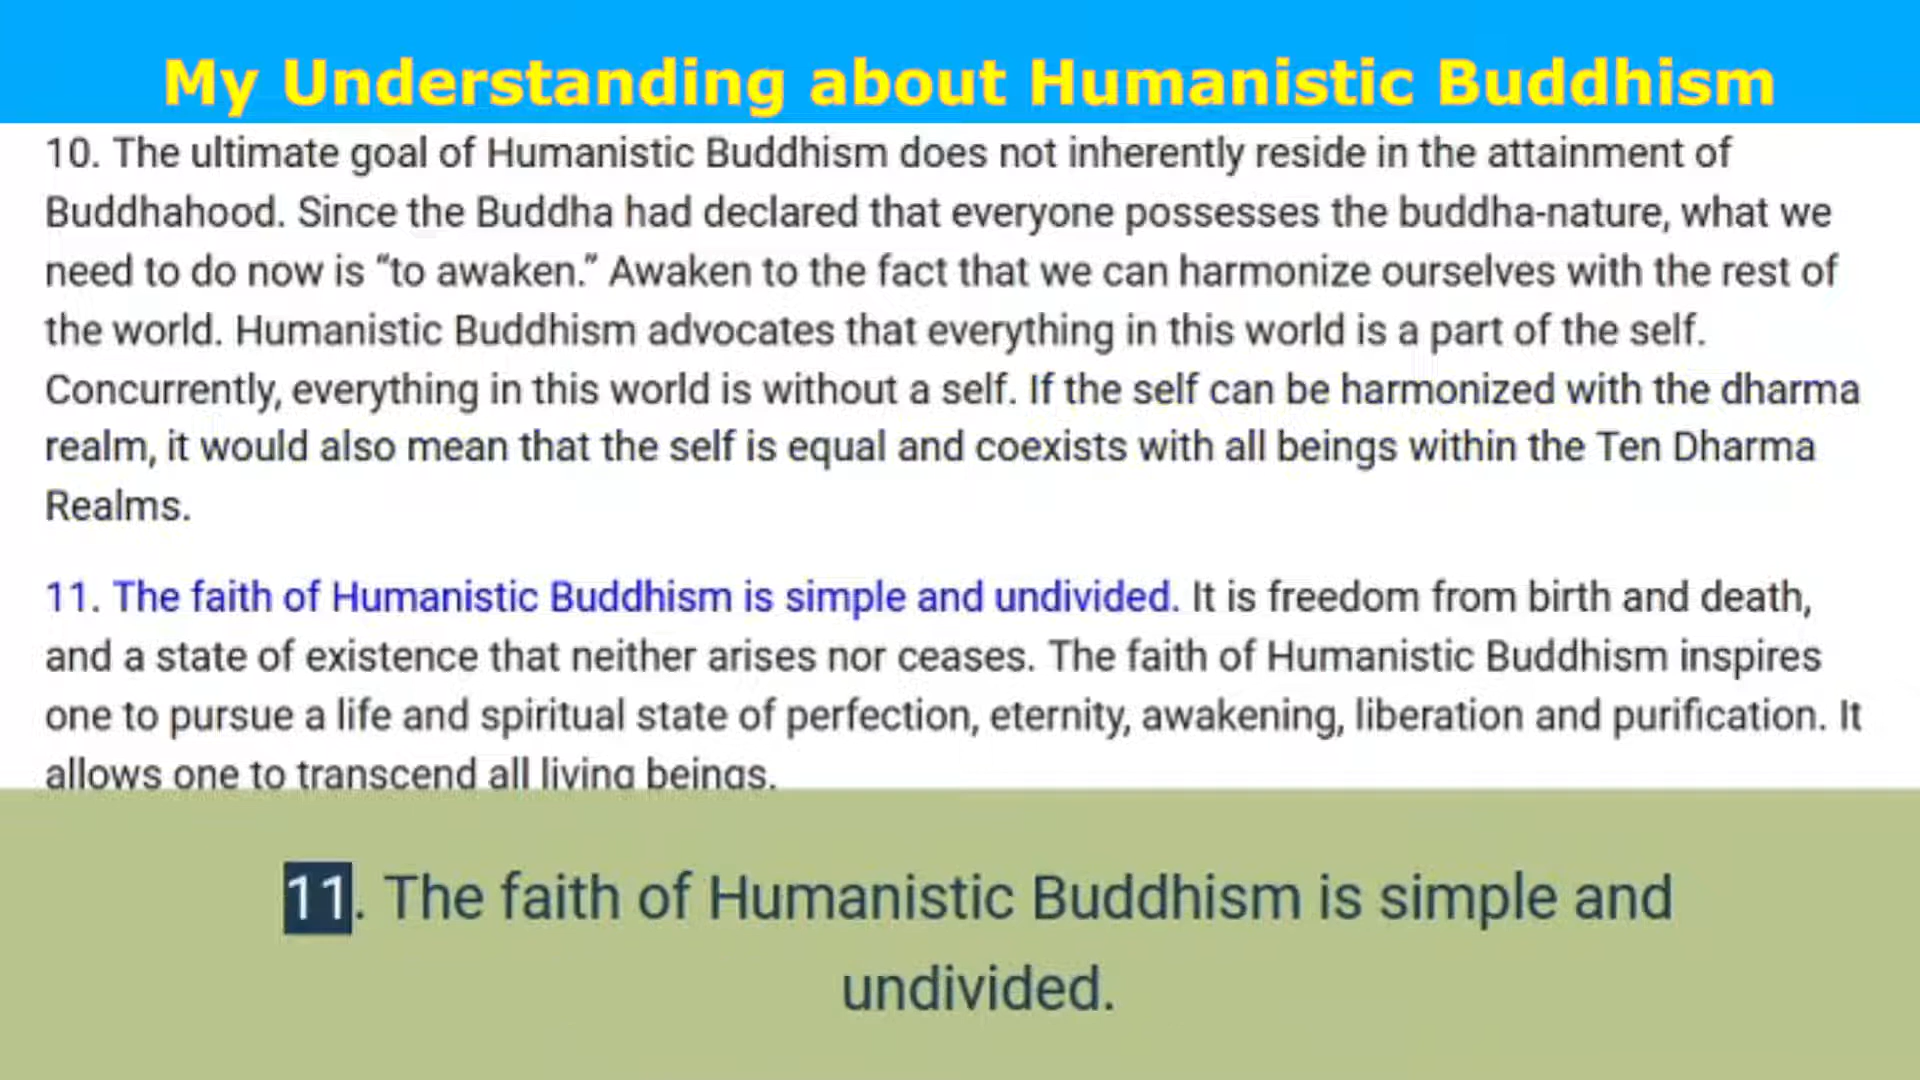 My Understanding about Humanistic Buddhism
10. The ultimate goal of Humanistic Buddhism does not inherently reside in the attainment of
Buddhahood. Since the Buddha had declared that everyone possesses the buddha-nature, what we
need to do now is “to awaken.” Awaken to the fact that we can harmonize ourselves with the rest of
the world. Humanistic Buddhism advocates that everything in this world is a part of the self.
Concurrently, everything in this world is without a self. If the self can be harmonized with the dharma
realm, it would also mean that the self is equal and coexists with all beings within the Ten Dharma
Realms.
11. The faith of Humanistic Buddhism is simple and undivided. It is freedom from birth and death,
and a state of existence that neither arises nor ceases. The faith of Humanistic Buddhism inspires
one to pursue a life and spiritual state of perfection, eternity, awakening, liberation and purification. It
allows one to transcend all living beings.
11. The faith of Humanistic Buddhism is simple and
undivided.